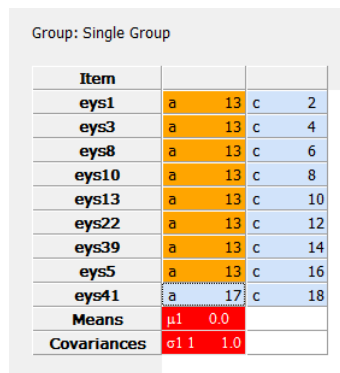 Group: Single Group
Item
eys1 a 13 c 2
eys3 a 13 c 4
eys8 a 13 c 6
eys10 a 13 c 8
eys13 a 13 c 10
eys22 a 13 c 12
eys39 a 13 c 14
eys5 a 13 c 16
eys41 a 17 c 18
Means μ1 0.0
Covariances σ1 1 1.0